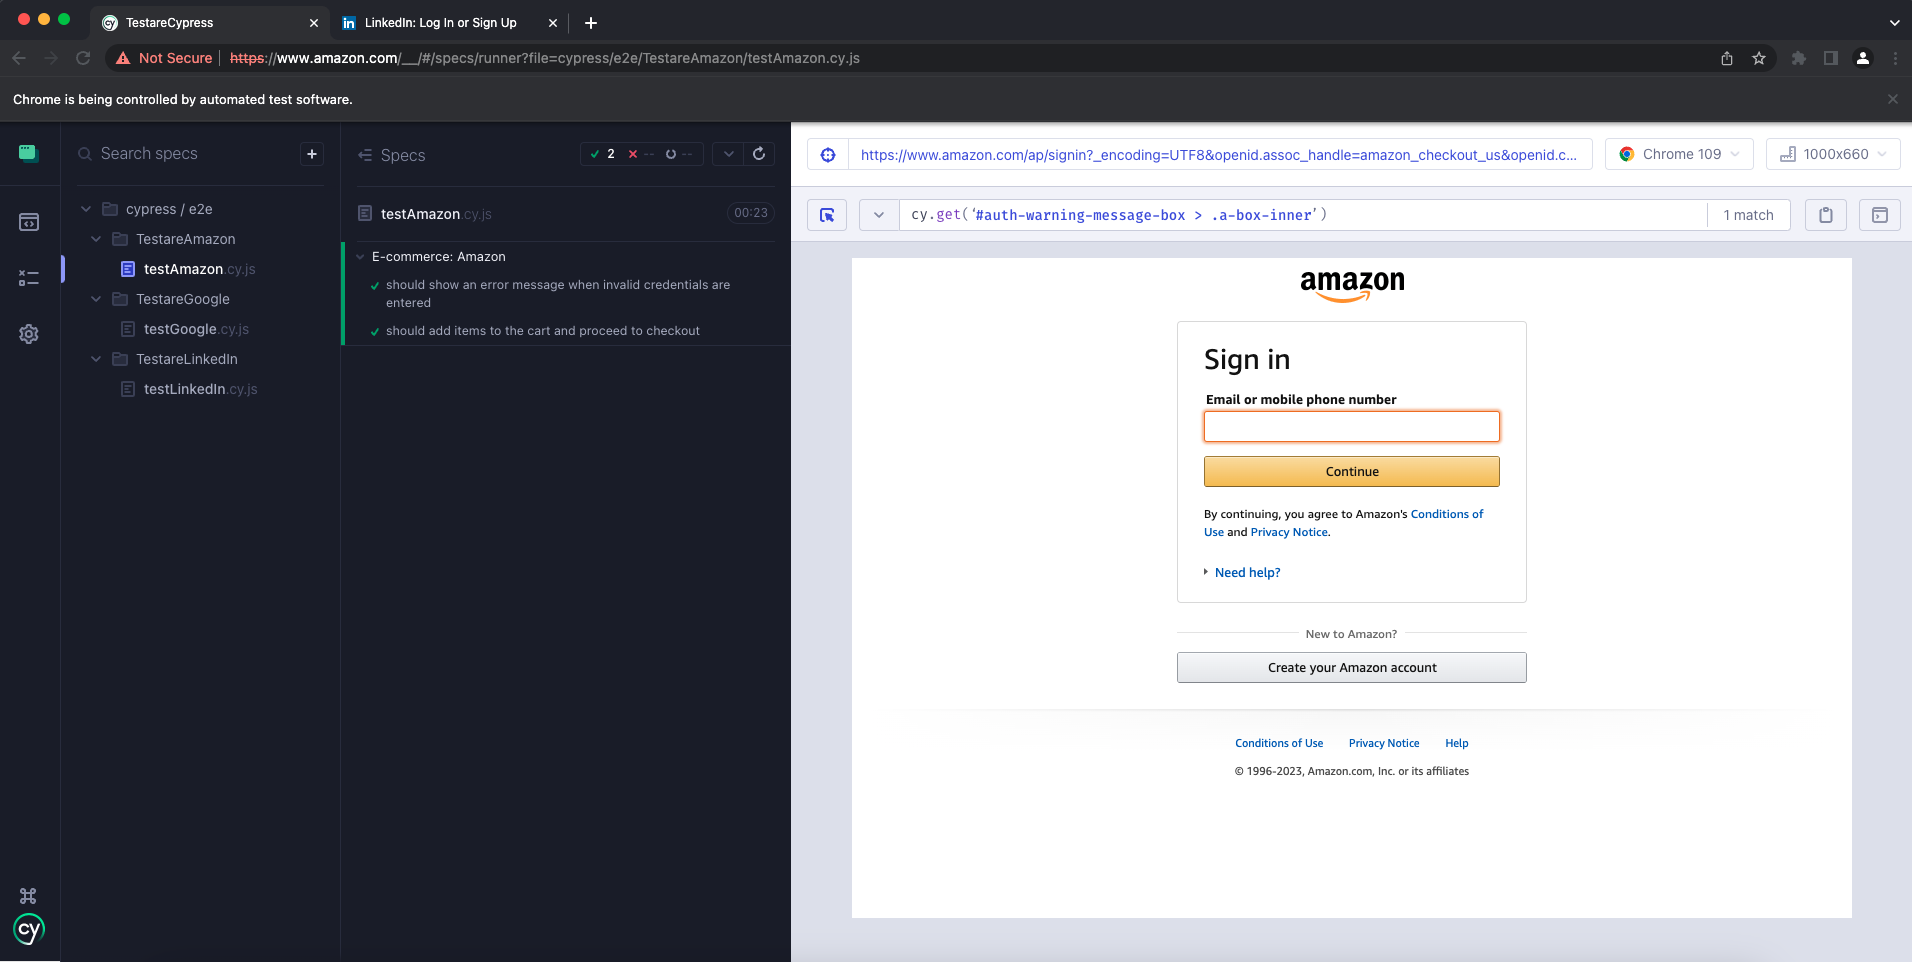 TestareCypress
LinkedIn: Log In or Sign Up
Not Secure https://www.amazon.com/__/#/specs/runner?file=cypress/e2e/TestareAmazon/testAmazon.cy.js
Chrome is being controlled by automated test software.
Search specs
cypress / e2e
TestareAmazon
testAmazon.cy.js
TestareGoogle
testGoogle.cy.js
TestareLinkedIn
testLinkedIn.cy.js
cy
Specs
2 -- --
testAmazon.cy.js 00:23
E-commerce: Amazon
should show an error message when invalid credentials are
entered
should add items to the cart and proceed to checkout
https://www.amazon.com/ap/signin?_encoding=UTF8&openid.assoc_handle=amazon_checkout_us&openid.c...
Chrome 109
1000x660
cy.get('#auth-warning-message-box > .a-box-inner')
1 match
amazon
Sign in
Email or mobile phone number
Continue
By continuing, you agree to Amazon's Conditions of
Use and Privacy Notice.
Need help?
New to Amazon?
Create your Amazon account
Conditions of Use Privacy Notice Help
© 1996-2023, Amazon.com, Inc. or its affiliates